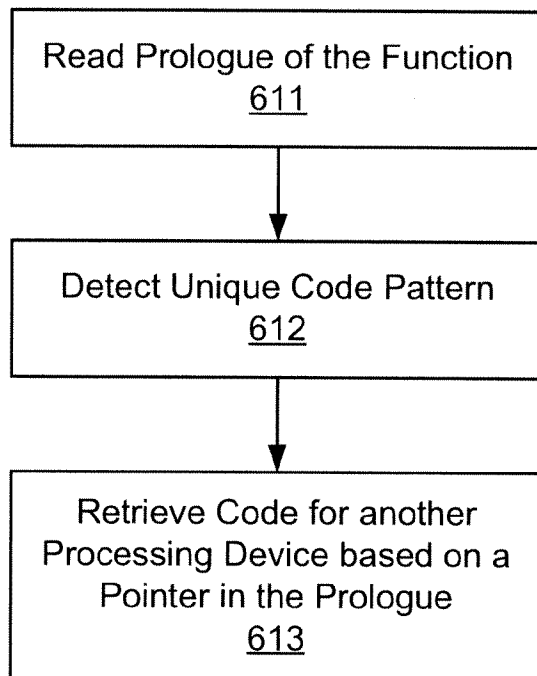 Read Prologue of the Function
611
Detect Unique Code Pattern
612
Retrieve Code for another
Processing Device based on a
Pointer in the Prologue
613